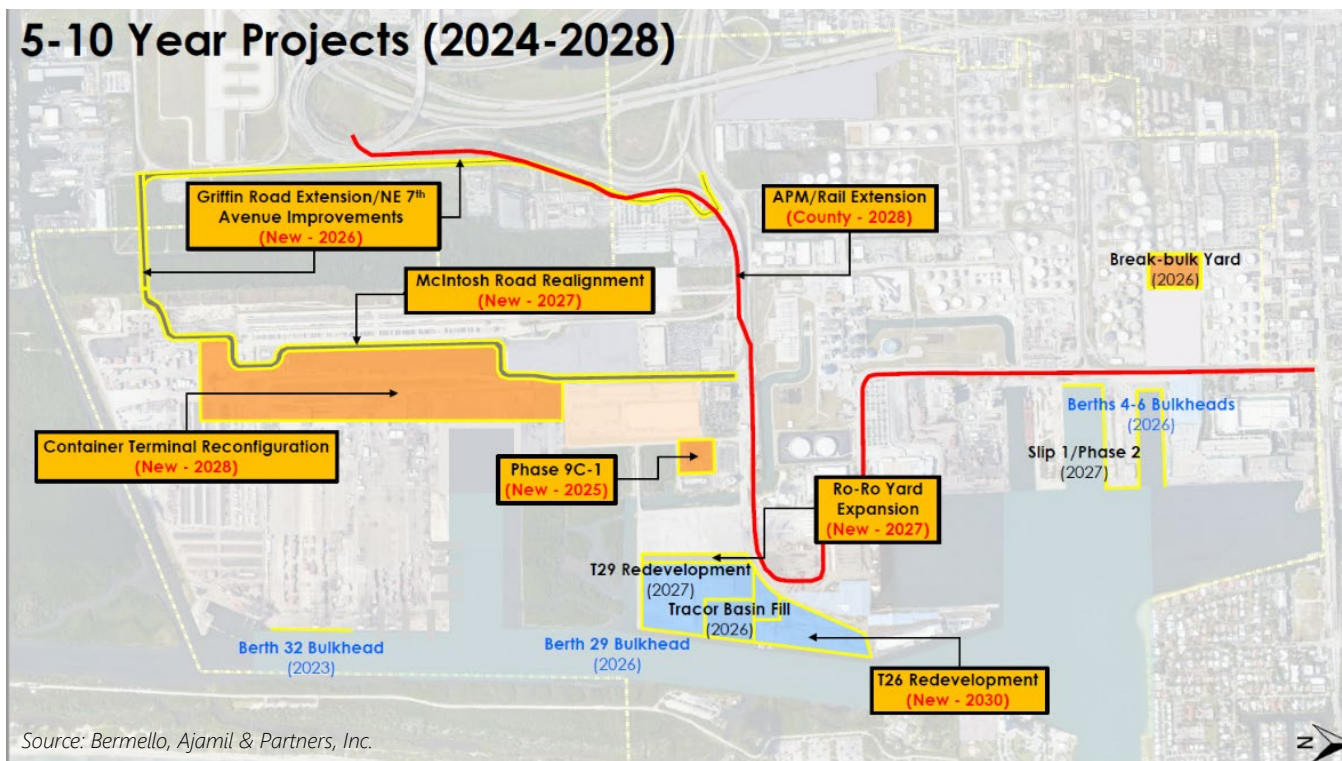 5-10 Year Projects (2024-2028)
Griffin Road Extension/NE 7th
Avenue Improvements
(New - 2026)
APM/Rail Extension
(County - 2028)
Break-bulk Yard
(2026)
McIntosh Road Realignment
(New - 2027)
Berths 4-6 Bulkheads
(2026)
Container Terminal Reconfiguration
(New - 2028)
Slip 1/Phase 2
(2027)
Phase 9C-1
(New - 2025)
Ro-Ro Yard
Expansion
(New - 2027)
T29 Redevelopment
(2027)
Tracor Basin Fill
(2026)
Berth 32 Bulkhead
(2023)
Berth 29 Bulkhead
(2026)
T26 Redevelopment
(New - 2030)
Source: Bermello, Ajamil & Partners, Inc.
N